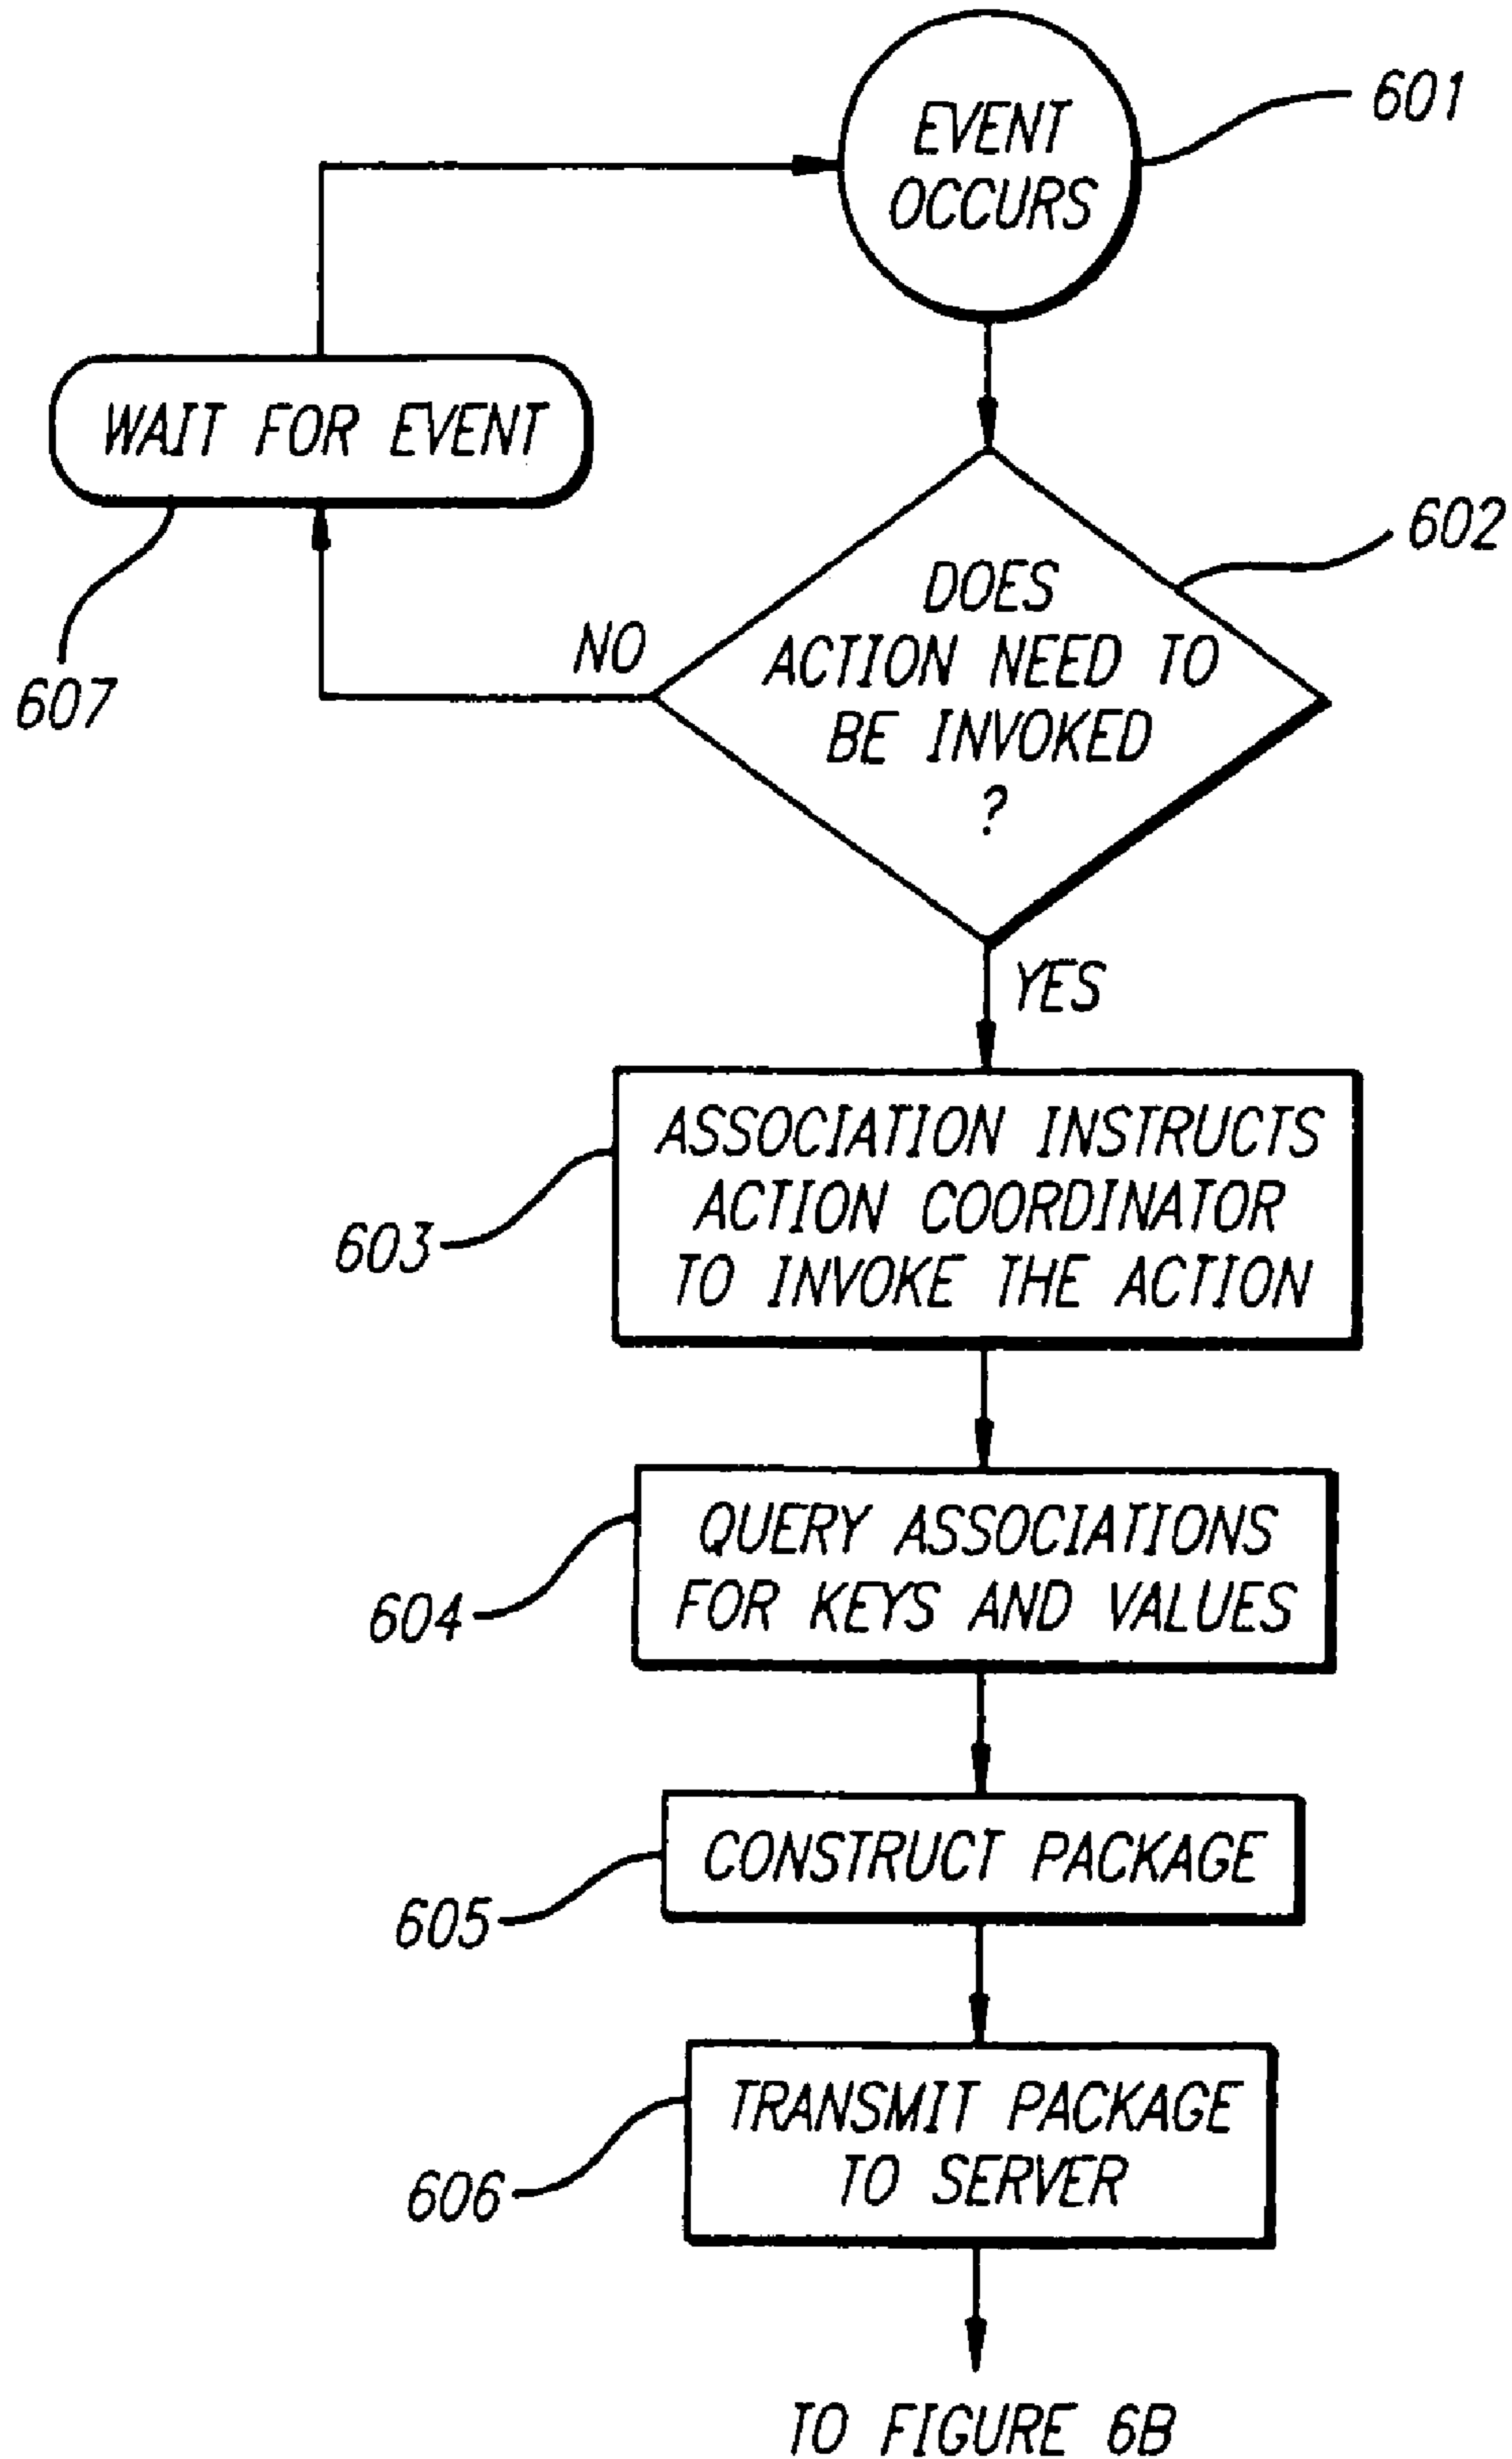 EVENT
OCCURS
601
WAIT FOR EVENT
607
602
DOES
ACTION NEED TO
BE INVOKED
?
NO
YES
603
ASSOCIATION INSTRUCTS
ACTION COORDINATOR
TO INVOKE THE ACTION
604
QUERY ASSOCIATIONS
FOR KEYS AND VALUES
605
CONSTRUCT PACKAGE
606
TRANSMIT PACKAGE
TO SERVER
TO FIGURE 6B